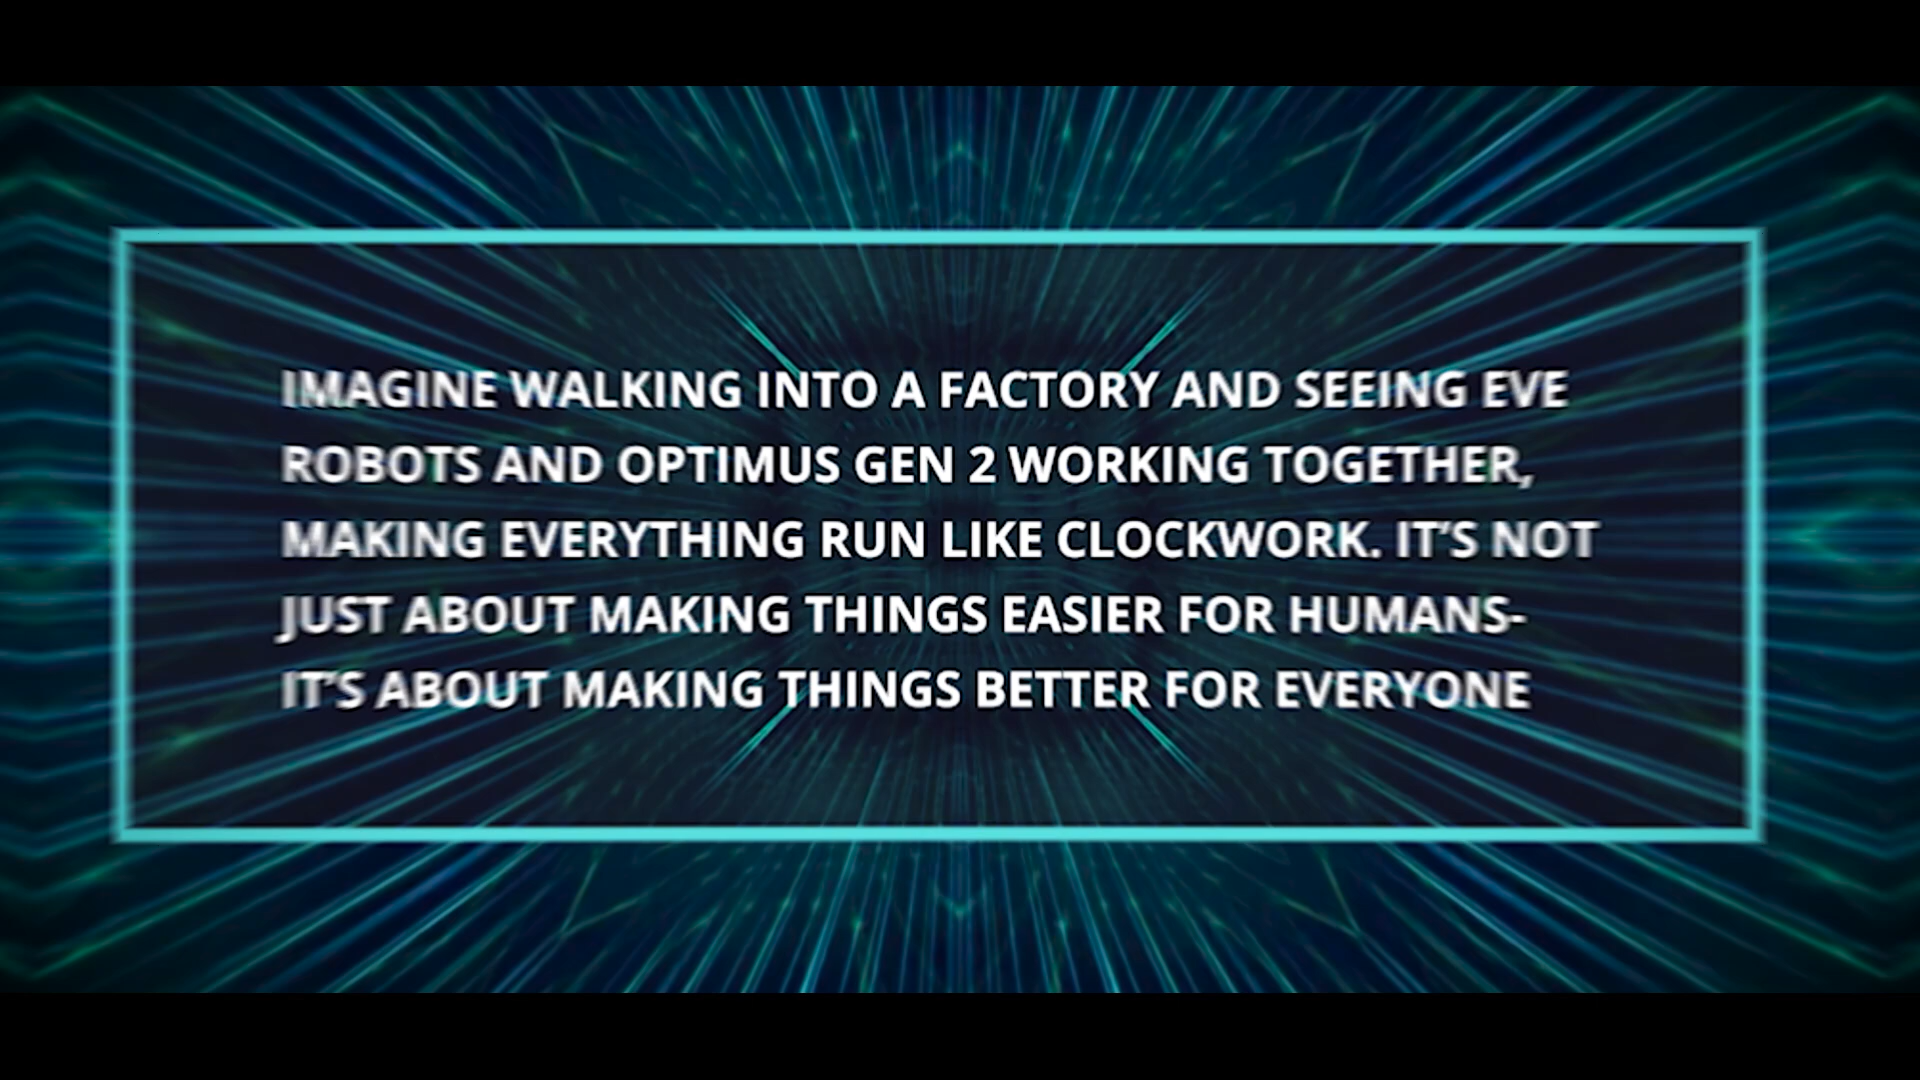 IMAGINE WALKING INTO A FACTORY AND SEEING EVE
ROBOTS AND OPTIMUS GEN 2 WORKING TOGETHER,
MAKING EVERYTHING RUN LIKE CLOCKWORK. IT’S NOT
JUST ABOUT MAKING THINGS EASIER FOR HUMANS-
IT’S ABOUT MAKING THINGS BETTER FOR EVERYONE